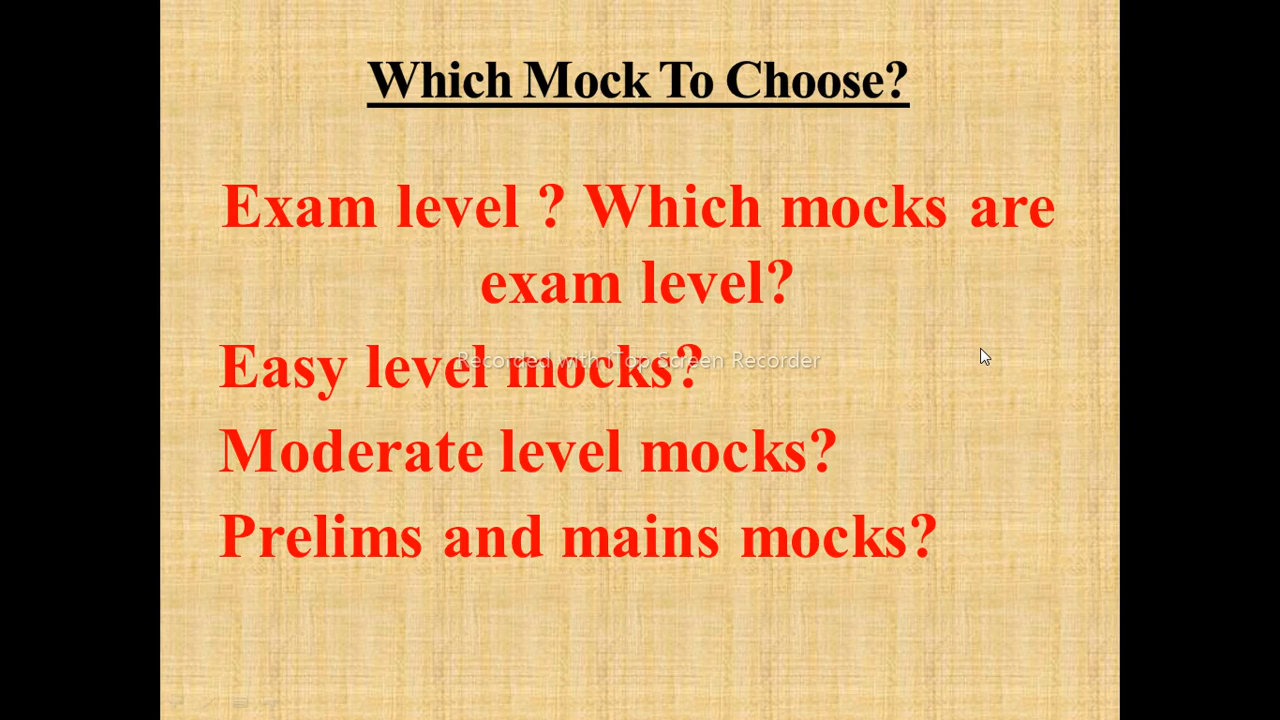 Which Mock To Choose?
Exam level ? Which mocks are
exam level?
Easy level mocks?
Recorded with Top Screen Recorder
Moderate level mocks?
Prelims and mains mocks?